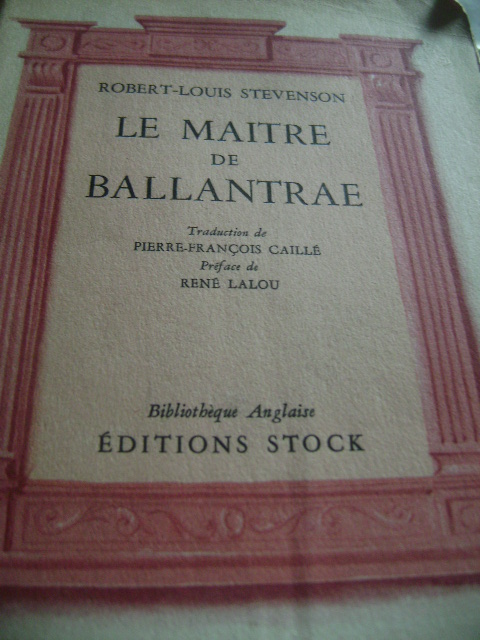 ROBERT-LOUIS STEVENSON
LE MAITRE
DE
BALLANTRAE
Traduction de
PIERRE-FRANÇOIS CAILLÉ
Préface de
RENÉ LALOU
Bibliothèque Anglaise
ÉDITIONS STOCK